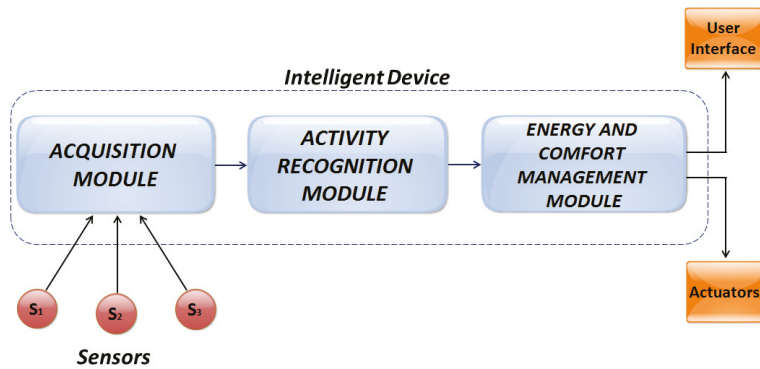 User
Interface
Intelligent Device
ACQUISITION
MODULE
ACTIVITY
RECOGNITION
MODULE
ENERGY AND
COMFORT
MANAGEMENT
MODULE
Actuators
S1
S2
S3
Sensors